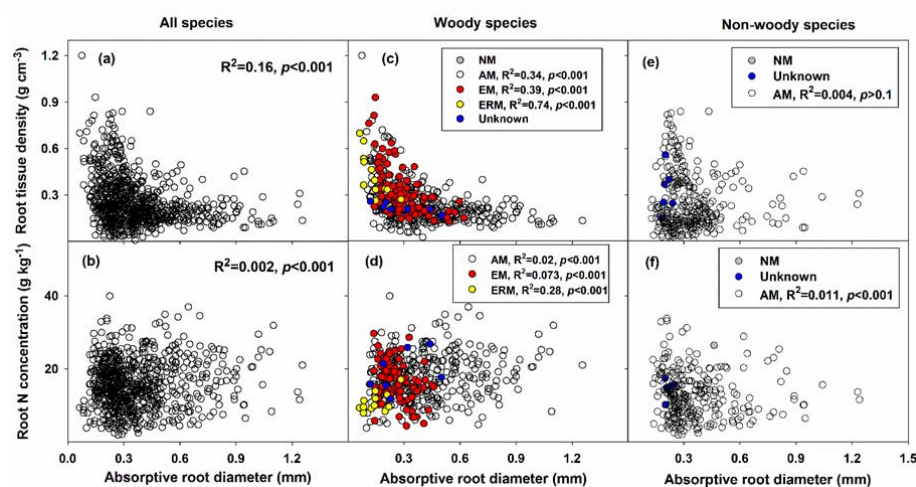 All species
Woody species
Non-woody species
Root tissue density (g cm-3)
1.2
0.9
0.6
0.3
(a)
R2=0.16, p<0.001
(c)
NM
AM, R2=0.34, p<0.001
EM, R2=0.39, p<0.001
ERM, R2=0.74, p<0.001
Unknown
(e)
NM
Unknown
AM, R2=0.004, p>0.1
Root N concentration (g kg-1)
40
20
(b)
R2=0.002, p<0.001
(d)
AM, R2=0.02, p<0.001
EM, R2=0.073, p<0.001
ERM, R2=0.28, p<0.001
(f)
NM
Unknown
AM, R2=0.011, p<0.001
0.0 0.3 0.6 0.9 1.2 0.0 0.3 0.6 0.9 1.2 0.0 0.3 0.6 0.9 1.2 1.5
Absorptive root diameter (mm)
Absorptive root diameter (mm)
Absorptive root diameter (mm)